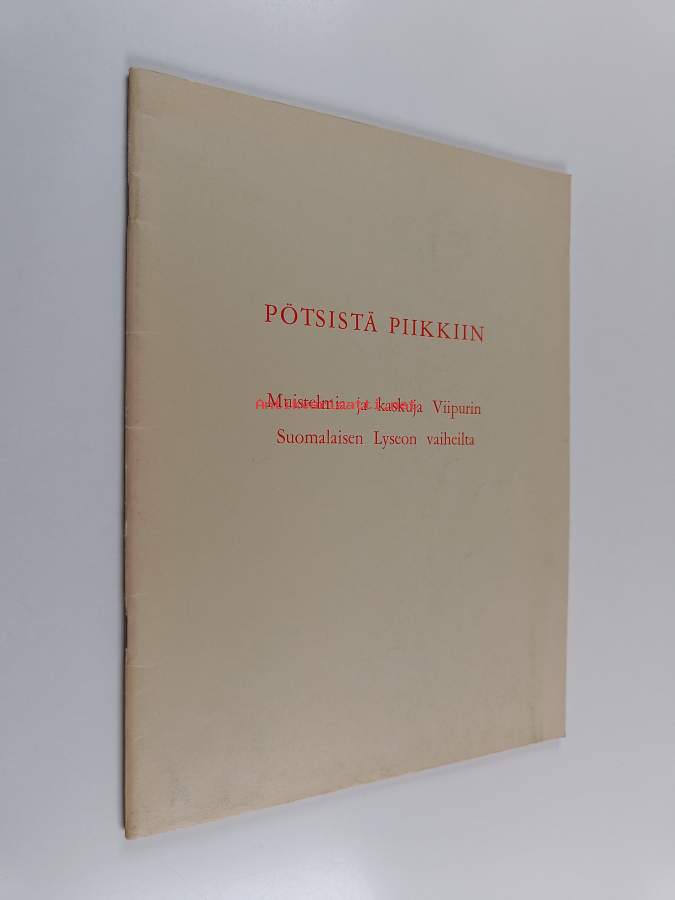 PÖTSISTÄ PIIKKIIN
Muistelmia ja kaskuja Viipurin
Suomalaisen Lyseon vaiheilta